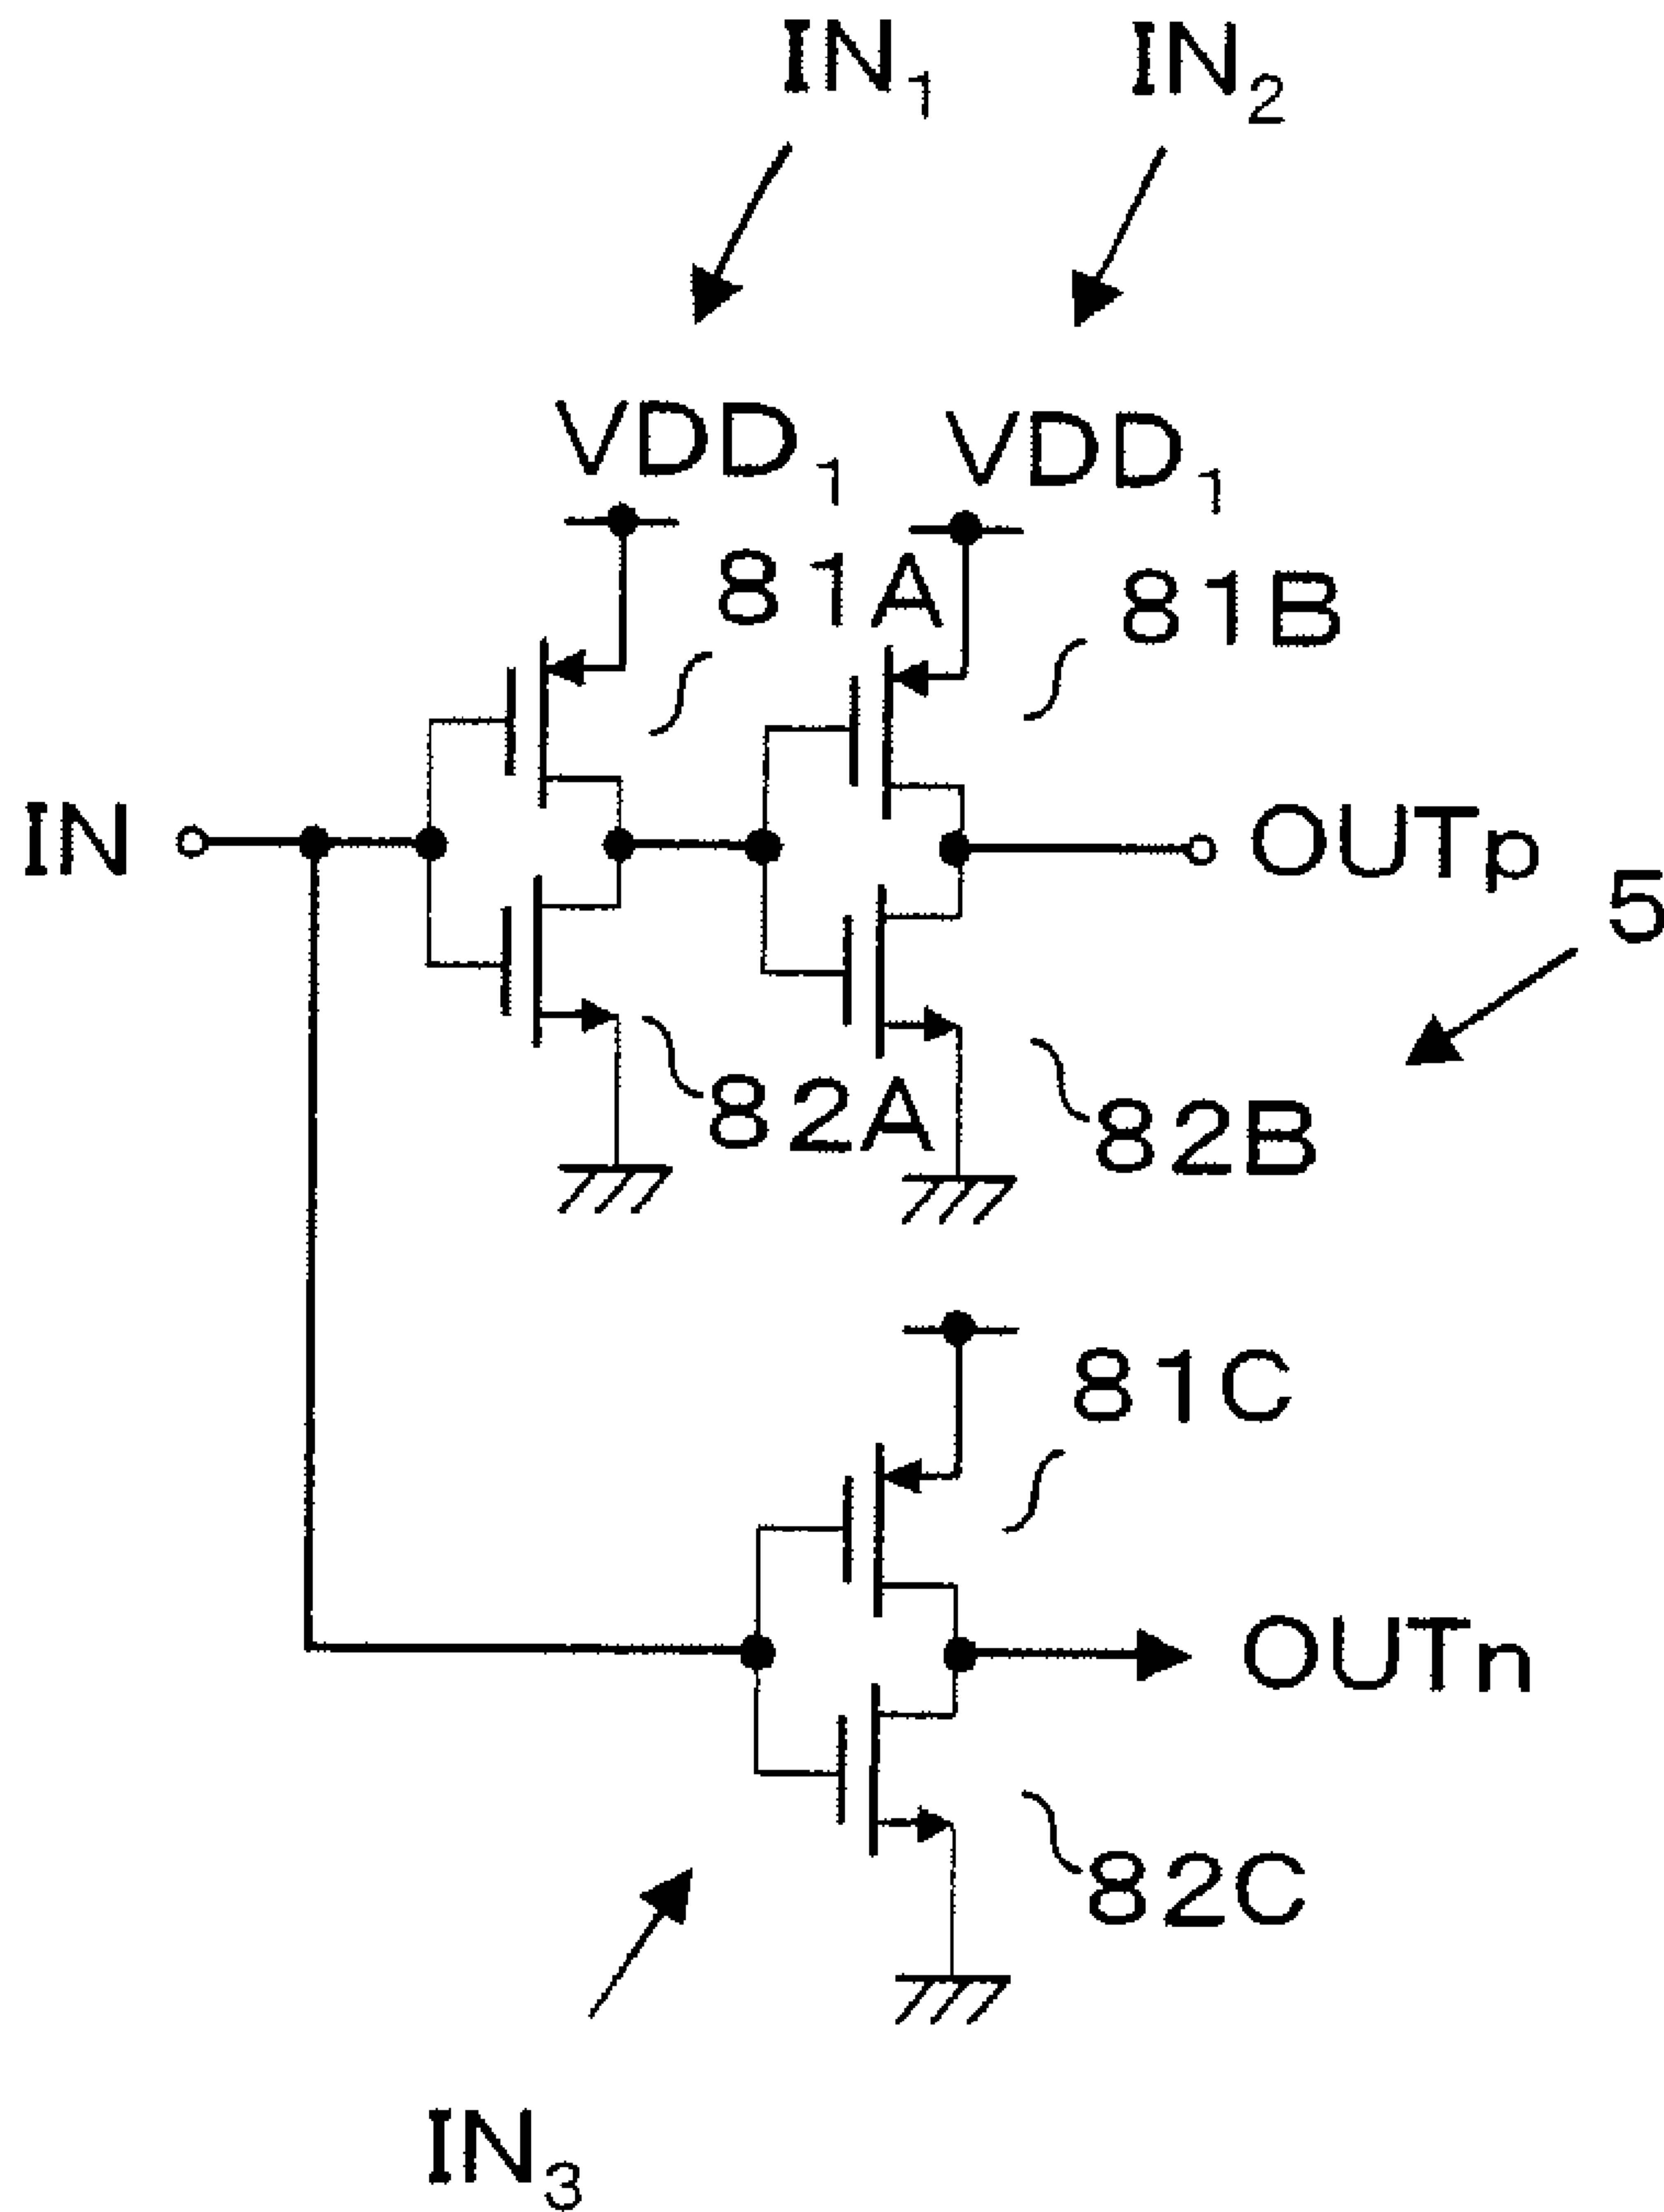 IN₁ IN₂
VDD₁ VDD₁
81A 81B
IN OUTp
5
82A 82B
81C
OUTn
82C
IN₃